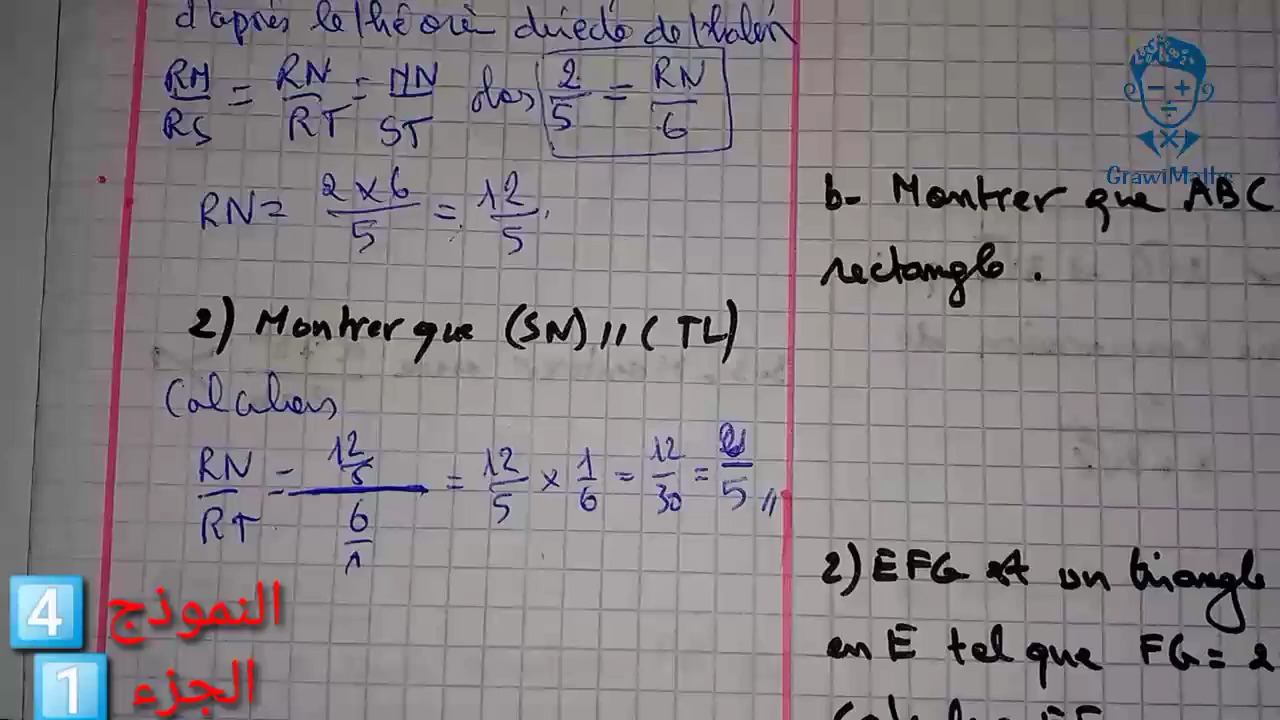 d'après le théorè directe de thalès
RM/RS = RN/RT = MN/ST donc 2/5 = RN/6
RN = 2 × 6/5 = 12/5
2) Montrer que (SN) // (TL)
Calculons
RN/RT = 12/5/6/1 = 12/5 × 1/6 = 12/30 = 2/5 //
GrawiMaths
b- Montrer que ABC
rectangle.
2) EFG est un triangle
en E tel que FG = 2
النموذج 4
الجزء 1